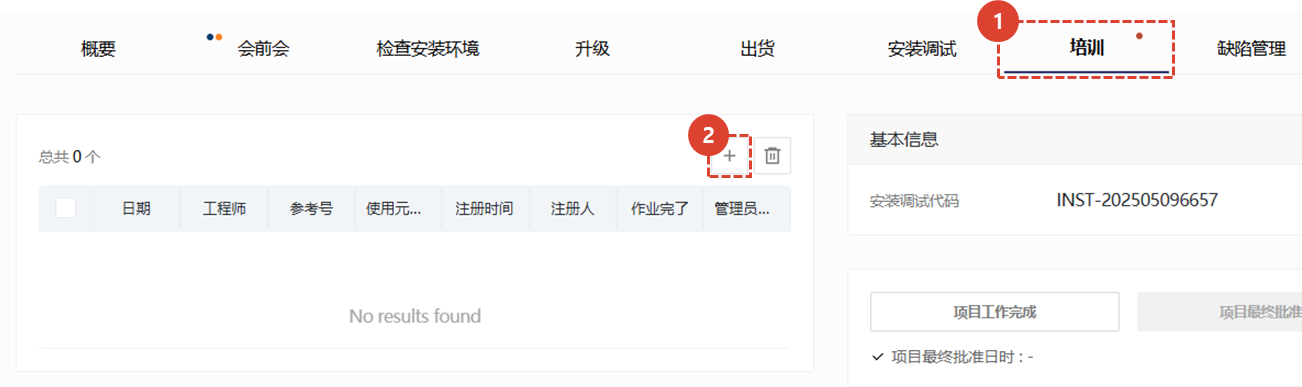 概要 会前会 检查安装环境 升级 出货 安装调试 1 培训 缺陷管理
总共 0 个 2 +
日期 工程师 参考号 使用元... 注册时间 注册人 作业完了 管理员...
No results found
基本信息
安装调试代码 INST-202505096657
项目工作完成 项目最终批准
项目最终批准日时 : -